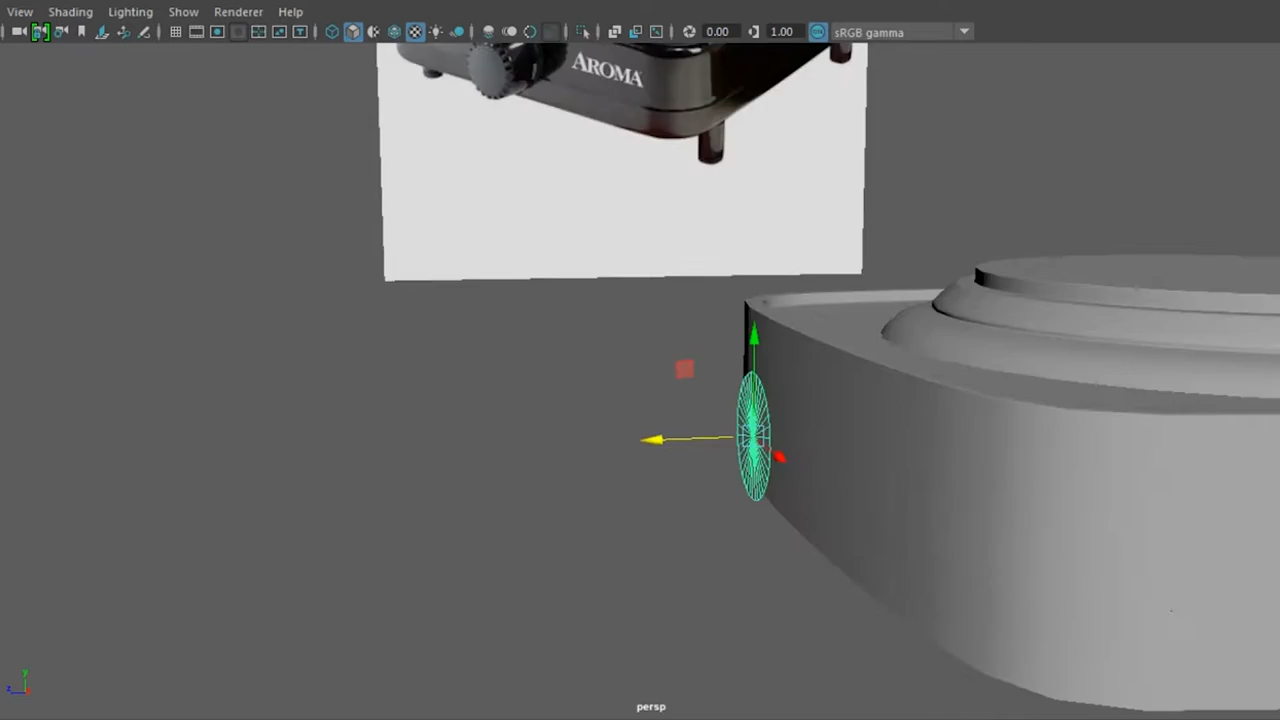 View Shading Lighting Show Renderer Help
0.00 1.00 sRGB gamma
AROMA
y
z
persp